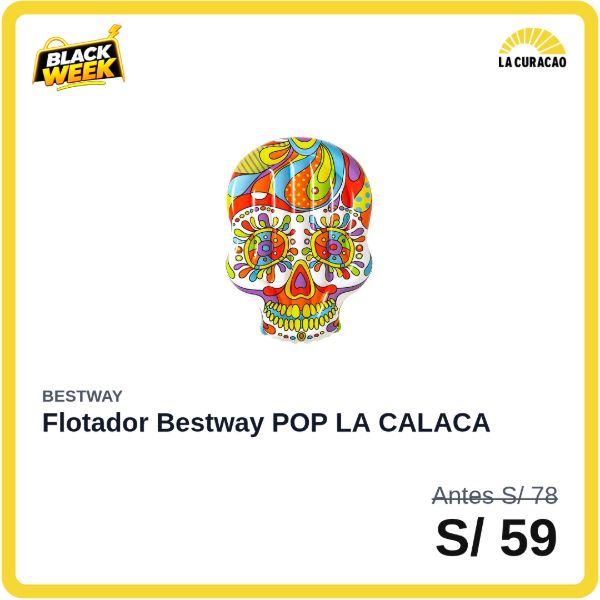 BLACK
WEEK
LA CURACAO
BESTWAY
Flotador Bestway POP LA CALACA
Antes S/ 78
S/ 59